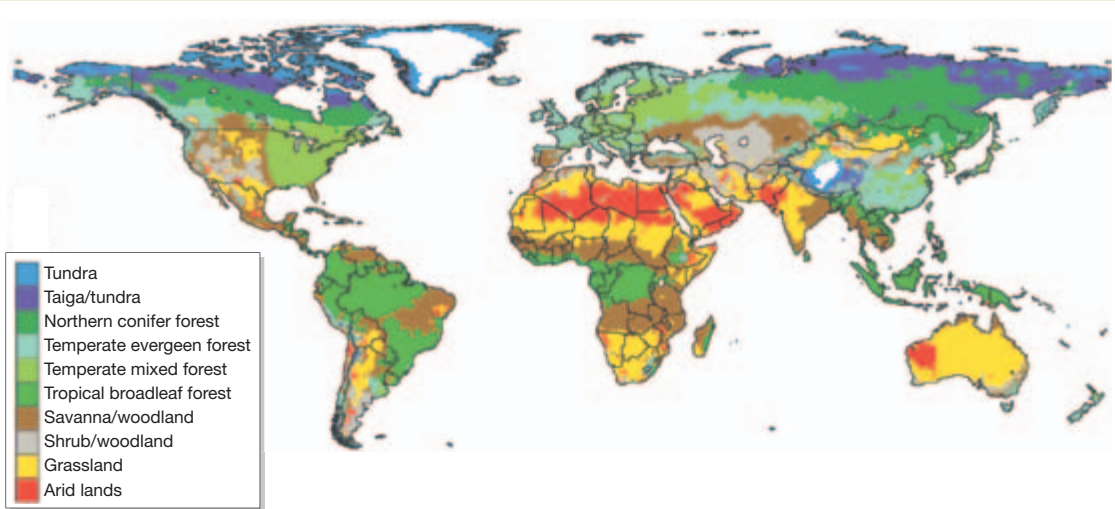 Tundra
Taiga/tundra
Northern conifer forest
Temperate evergeen forest
Temperate mixed forest
Tropical broadleaf forest
Savanna/woodland
Shrub/woodland
Grassland
Arid lands